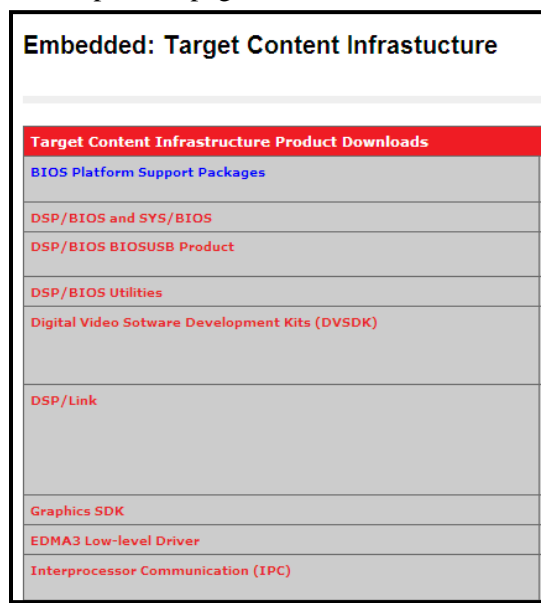 Embedded: Target Content Infrastucture
Target Content Infrastructure Product Downloads
BIOS Platform Support Packages
DSP/BIOS and SYS/BIOS
DSP/BIOS BIOSUSB Product
DSP/BIOS Utilities
Digital Video Sotware Development Kits (DVSDK)
DSP/Link
Graphics SDK
EDMA3 Low-level Driver
Interprocessor Communication (IPC)